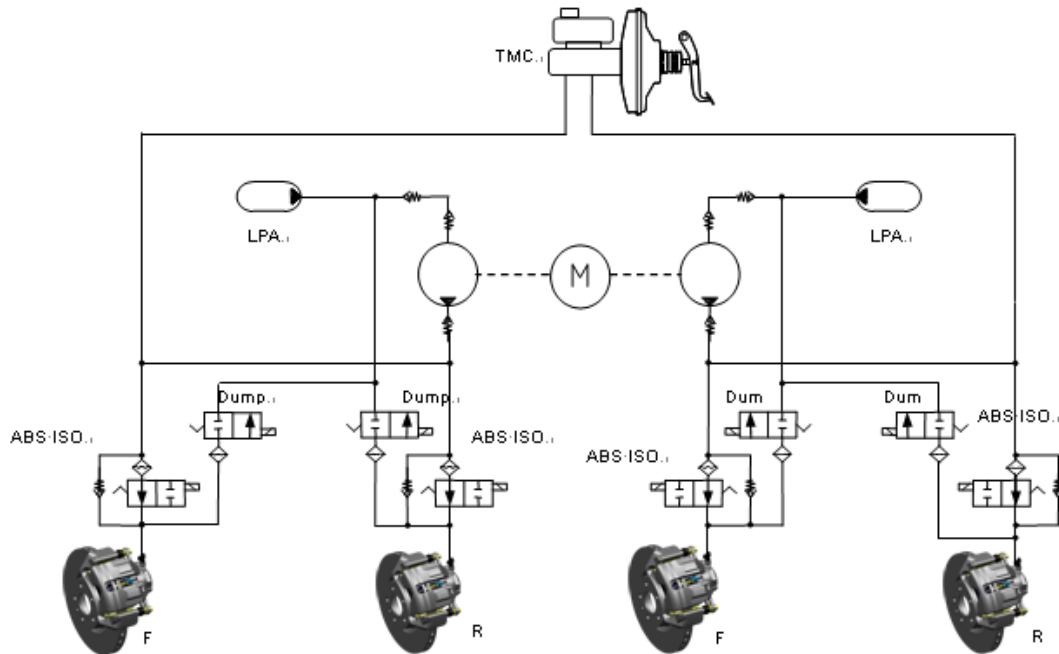 TMC
LPA
LPA
M
Dump
Dump
Dum
Dum
ABS·ISO
ABS·ISO
ABS·ISO
ABS·ISO
F
R
F
R